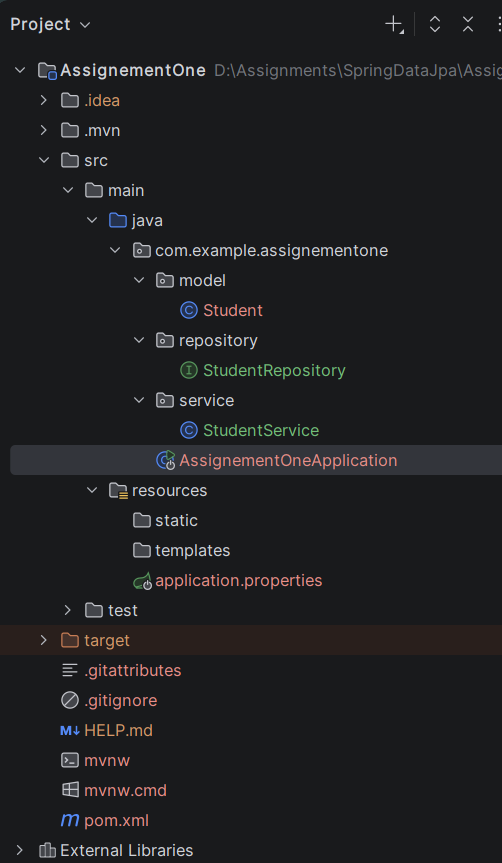 Project
AssignementOne D:\Assignments\SpringDataJpa\Assig
.idea
.mvn
src
main
java
com.example.assignementone
model
Student
repository
StudentRepository
service
StudentService
AssignementOneApplication
resources
static
templates
application.properties
test
target
.gitattributes
.gitignore
HELP.md
mvnw
mvnw.cmd
pom.xml
External Libraries